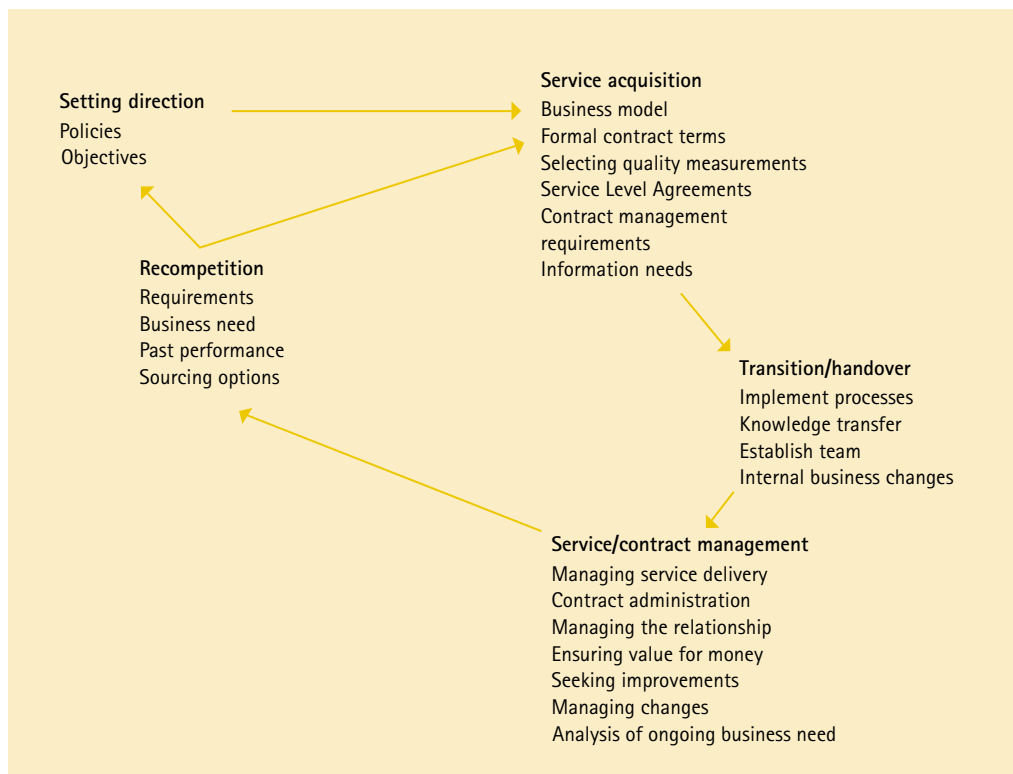 Setting direction
Policies
Objectives
Service acquisition
Business model
Formal contract terms
Selecting quality measurements
Service Level Agreements
Contract management
requirements
Information needs
Recompetition
Requirements
Business need
Past performance
Sourcing options
Transition/handover
Implement processes
Knowledge transfer
Establish team
Internal business changes
Service/contract management
Managing service delivery
Contract administration
Managing the relationship
Ensuring value for money
Seeking improvements
Managing changes
Analysis of ongoing business need